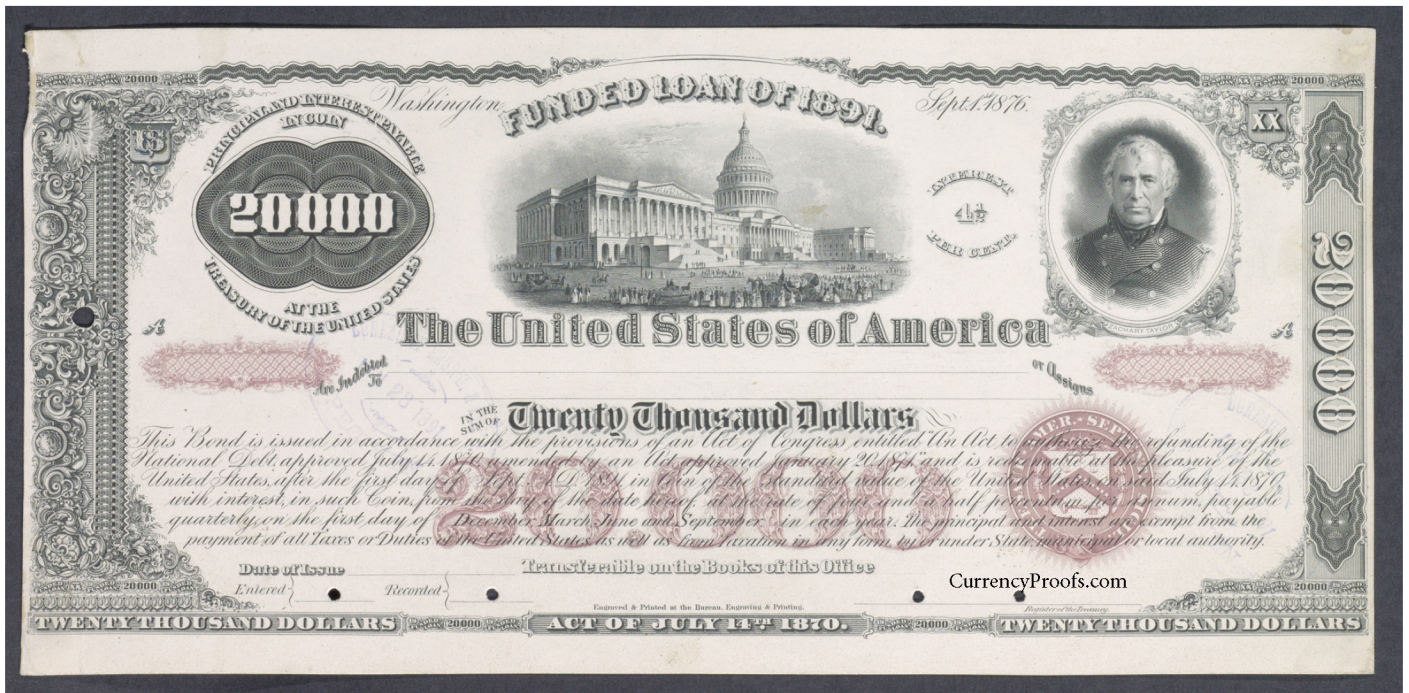 20000
20000
Washington,
FUNDED LOAN OF 1891.
Sept. 1st 1876.
PRINCIPAL AND INTEREST PAYABLE
IN COIN
US
XX
20000
INTEREST
4½
PER CENT.
AT THE
TREASURY OF THE UNITED STATES
20000
ZACHARY TAYLOR
The United States of America
A
A
Are Indebted
To
or Assigns
IN THE
SUM OF
Twenty Thousand Dollars
This Bond is issued in accordance with the provisions of an Act of Congress entitled "An Act to authorize the refunding of the
National Debt, approved July 14, 1870, amended by an Act approved January 20, 1871," and is redeemable at the pleasure of the
United States, after the first day of Sept. A.D. 1891, in Coin of the Standard value of the United States on said July 14, 1870,
with interest, in such Coin, from the day of the date hereof, at the rate of four and a half per centum per annum, payable
quarterly, on the first day of December, March, June and September in each year. The principal and interest are exempt from the
payment of all Taxes or Duties of the United States as well as from Taxation in any form by or under State, municipal or local authority.
20.000
Date of Issue
Transferable on the Books of this Office
Entered
Recorded
CurrencyProofs.com
20000
20000
Engraved & Printed at the Bureau, Engraving & Printing.
Register of the Treasury.
TWENTY THOUSAND DOLLARS
20000
ACT OF JULY 14TH 1870.
20000
TWENTY THOUSAND DOLLARS